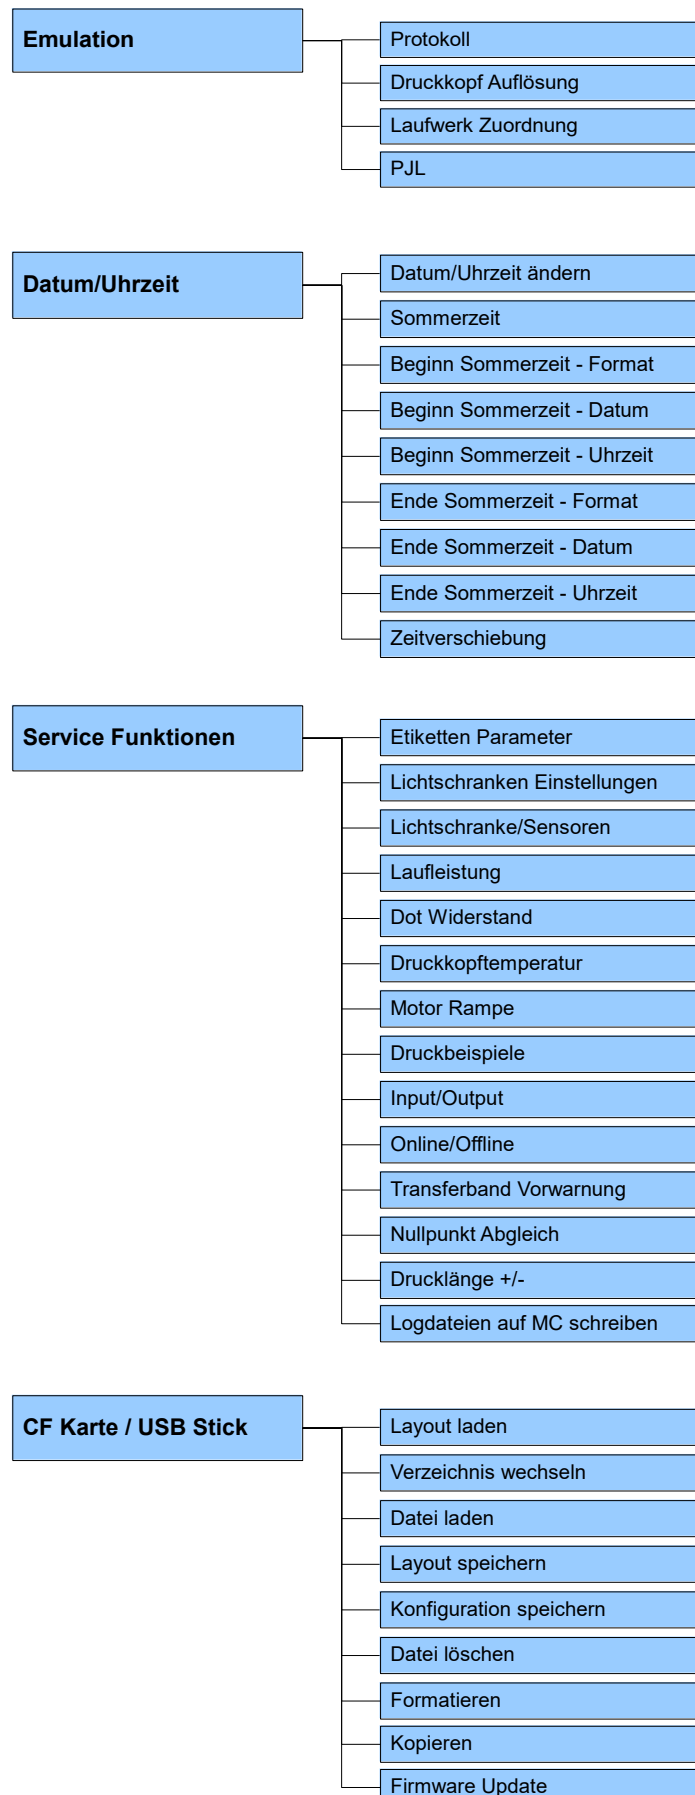 Emulation
Protokoll
Druckkopf Auflösung
Laufwerk Zuordnung
PJL
Datum/Uhrzeit
Datum/Uhrzeit ändern
Sommerzeit
Beginn Sommerzeit - Format
Beginn Sommerzeit - Datum
Beginn Sommerzeit - Uhrzeit
Ende Sommerzeit - Format
Ende Sommerzeit - Datum
Ende Sommerzeit - Uhrzeit
Zeitverschiebung
Service Funktionen
Etiketten Parameter
Lichtschranken Einstellungen
Lichtschranke/Sensoren
Laufleistung
Dot Widerstand
Druckkopftemperatur
Motor Rampe
Druckbeispiele
Input/Output
Online/Offline
Transferband Vorwarnung
Nullpunkt Abgleich
Drucklänge +/-
Logdateien auf MC schreiben
CF Karte / USB Stick
Layout laden
Verzeichnis wechseln
Datei laden
Layout speichern
Konfiguration speichern
Datei löschen
Formatieren
Kopieren
Firmware Update